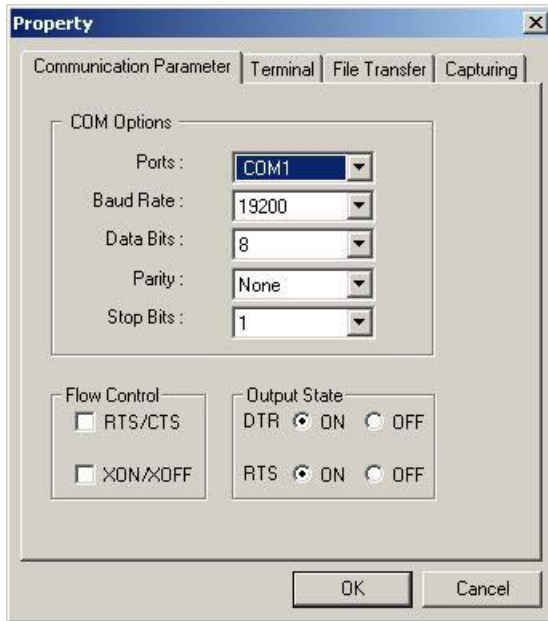 Property
Communication Parameter Terminal File Transfer Capturing
COM Options
Ports : COM1
Baud Rate : 19200
Data Bits : 8
Parity : None
Stop Bits : 1
Flow Control Output State
RTS/CTS DTR ON OFF
XON/XOFF RTS ON OFF
OK Cancel